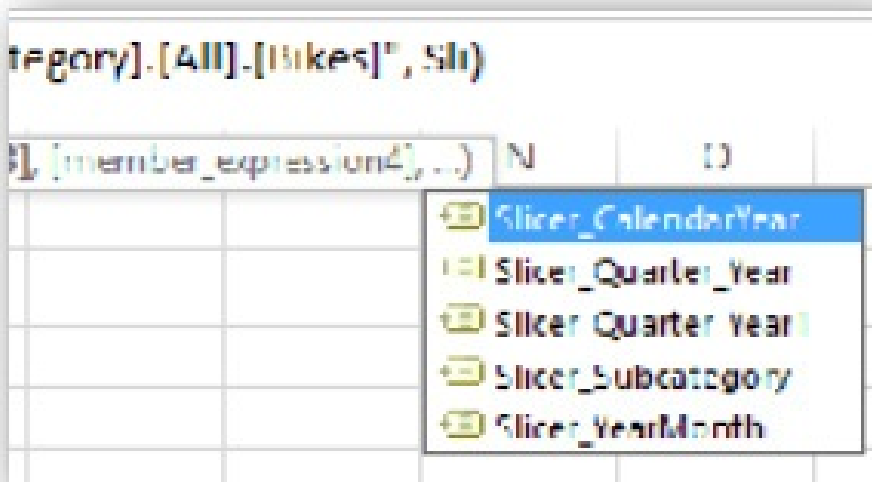 tegory].[All].[Bikes]", Sli)
], [member_expression4], ...) N O
Slicer_CalendarYear
Slicer_Quarter_Year
Slicer_Quarter_Year1
Slicer_Subcategory
Slicer_YearMonth